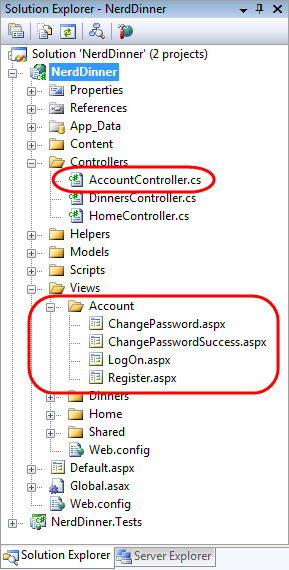 Solution Explorer - NerdDinner
Solution 'NerdDinner' (2 projects)
NerdDinner
Properties
References
App_Data
Content
Controllers
AccountController.cs
DinnersController.cs
HomeController.cs
Helpers
Models
Scripts
Views
Account
ChangePassword.aspx
ChangePasswordSuccess.aspx
LogOn.aspx
Register.aspx
Dinners
Home
Shared
Web.config
Default.aspx
Global.asax
Web.config
NerdDinner.Tests
Solution Explorer Server Explorer